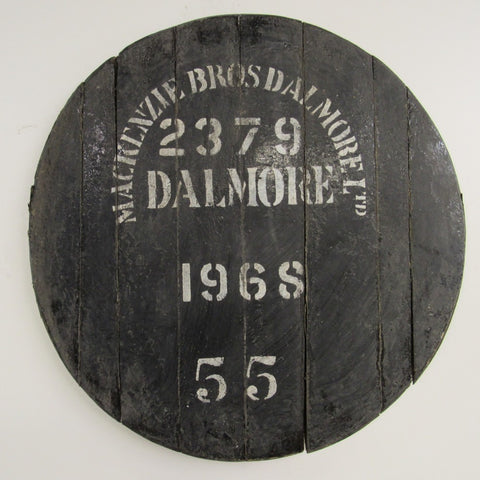 MACKENZIE BROS DALMORE LTD
2379
DALMORE
1968
55